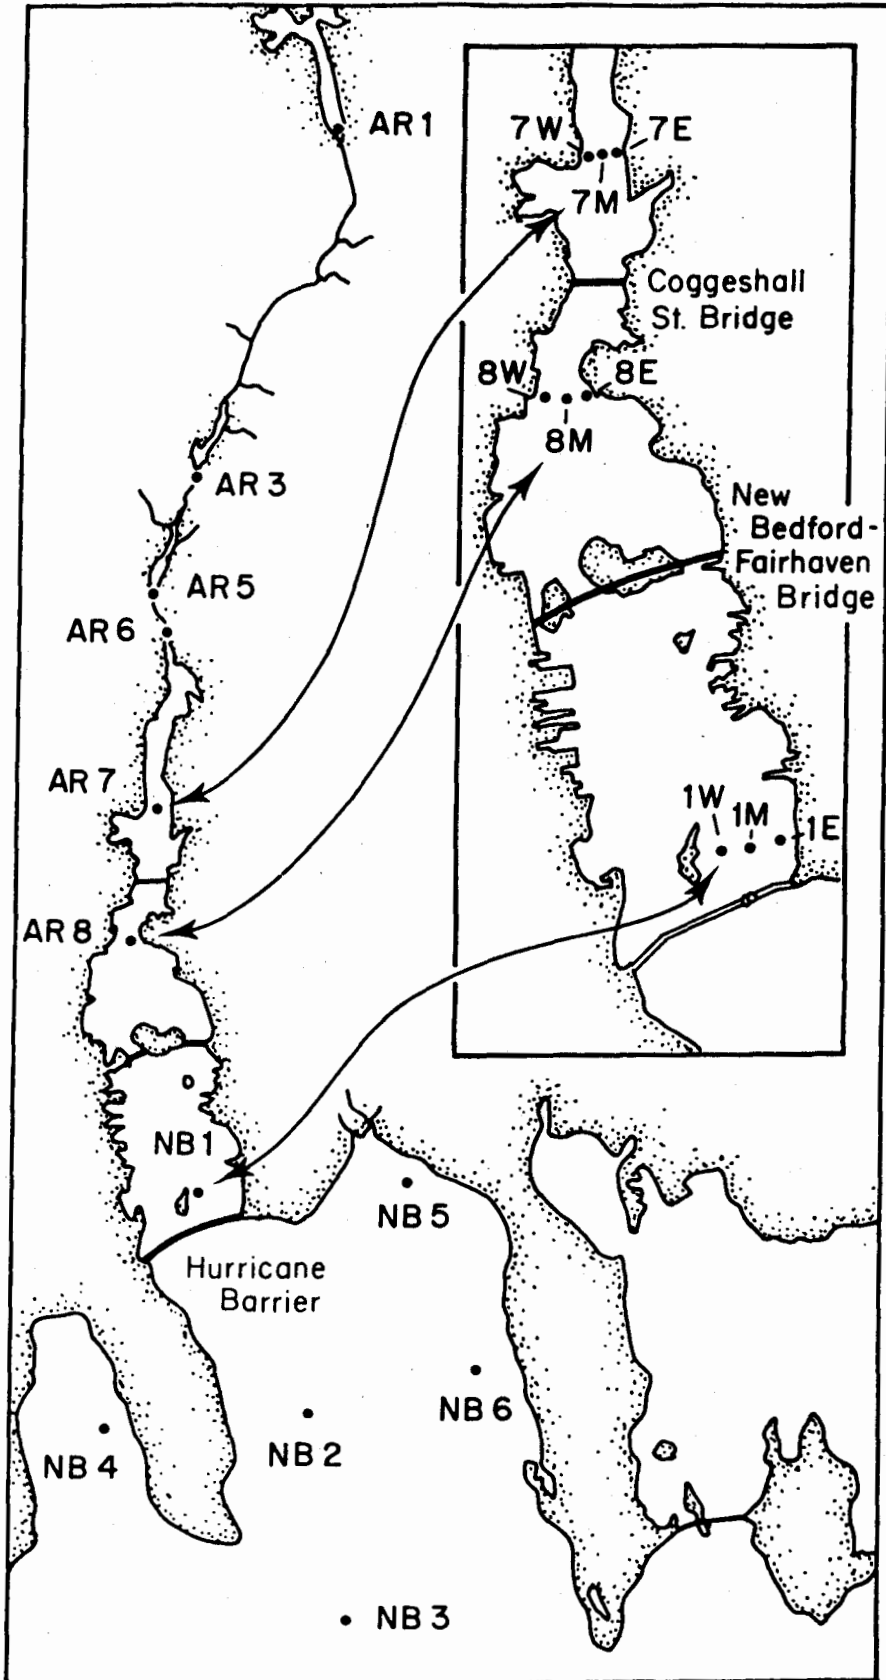 AR 1
7W
7E
7M
Coggeshall
St. Bridge
8W
8E
8M
AR 3
New
Bedford-
Fairhaven
Bridge
AR 5
AR 6
AR 7
1W
1M
1E
AR 8
NB 1
NB 5
Hurricane
Barrier
NB 6
NB 2
NB 4
NB 3